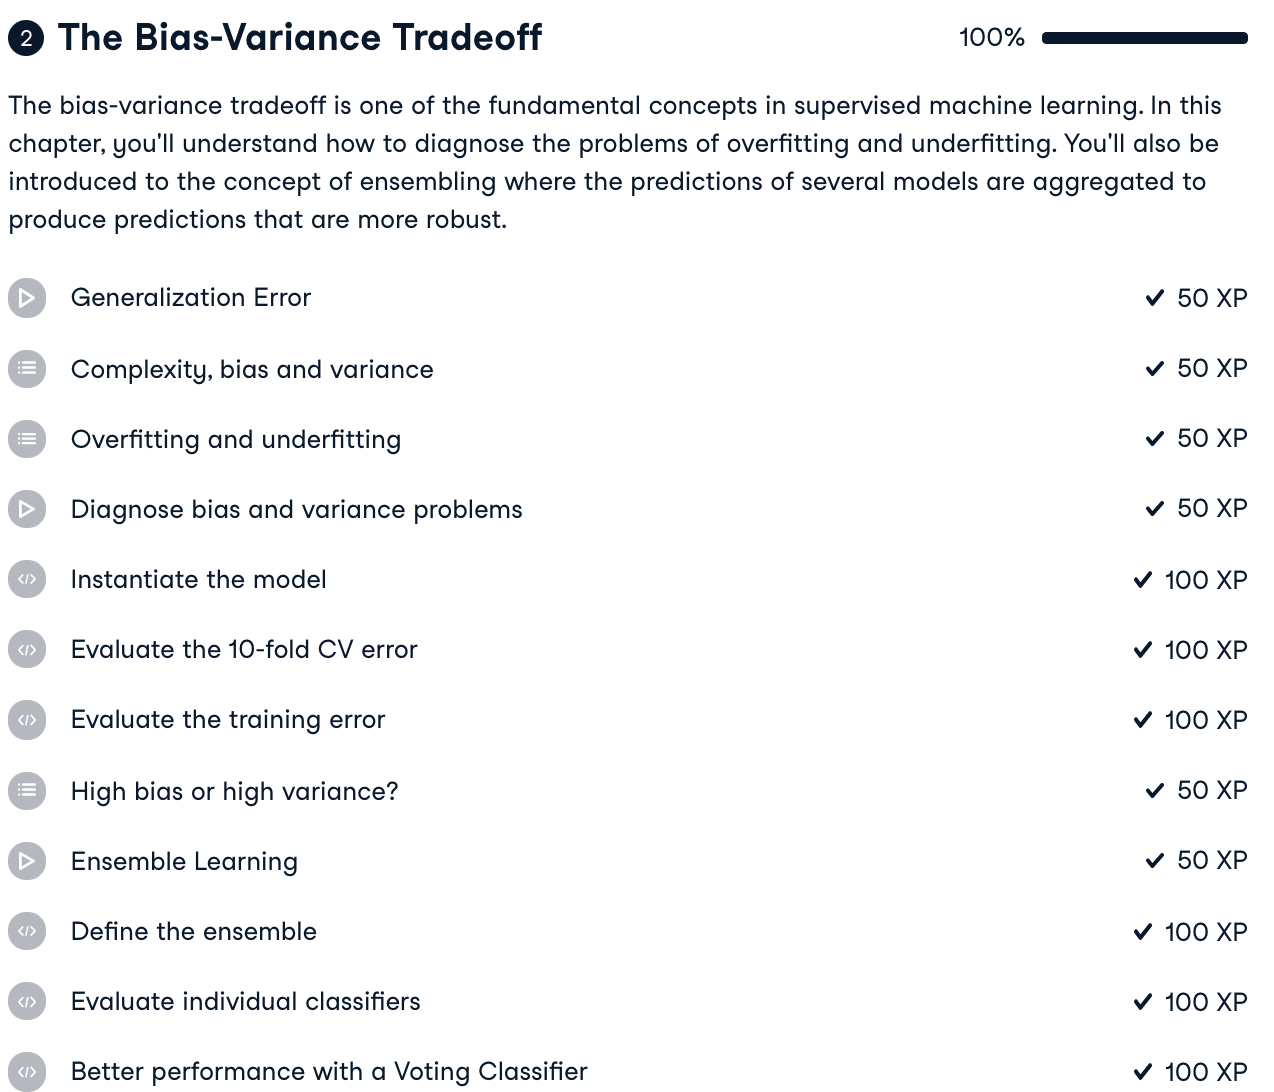 2 The Bias-Variance Tradeoff 100%
The bias-variance tradeoff is one of the fundamental concepts in supervised machine learning. In this
chapter, you'll understand how to diagnose the problems of overfitting and underfitting. You'll also be
introduced to the concept of ensembling where the predictions of several models are aggregated to
produce predictions that are more robust.
Generalization Error 50 XP
Complexity, bias and variance 50 XP
Overfitting and underfitting 50 XP
Diagnose bias and variance problems 50 XP
Instantiate the model 100 XP
Evaluate the 10-fold CV error 100 XP
Evaluate the training error 100 XP
High bias or high variance? 50 XP
Ensemble Learning 50 XP
Define the ensemble 100 XP
Evaluate individual classifiers 100 XP
Better performance with a Voting Classifier 100 XP